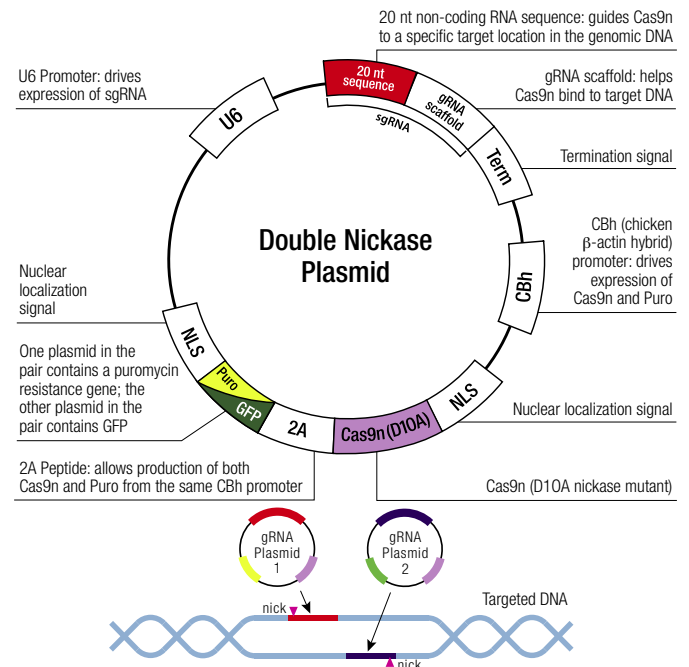 20 nt non-coding RNA sequence: guides Cas9n
to a specific target location in the genomic DNA
U6 Promoter: drives
expression of sgRNA
gRNA scaffold: helps
Cas9n bind to target DNA
20 nt
sequence
gRNA
scaffold
sgRNA
U6
Term
Termination signal
Double Nickase
Plasmid
CBh (chicken
β-actin hybrid)
promoter: drives
expression of
Cas9n and Puro
CBh
Nuclear
localization
signal
NLS
One plasmid in the
pair contains a puromycin
resistance gene; the
other plasmid in the
pair contains GFP
Puro
GFP
2A
Cas9n (D10A)
NLS
Nuclear localization signal
2A Peptide: allows production of both
Cas9n and Puro from the same CBh promoter
Cas9n (D10A nickase mutant)
gRNA
Plasmid
1
gRNA
Plasmid
2
Targeted DNA
nick
nick